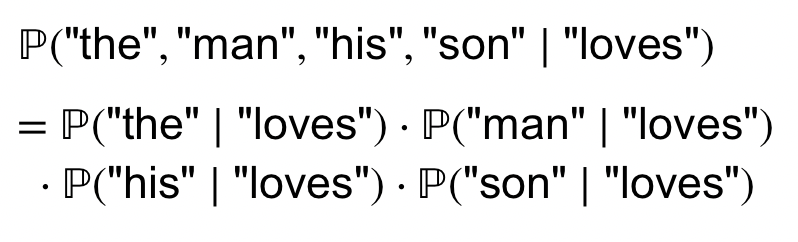 ℙ("the", "man", "his", "son" | "loves")
= ℙ("the" | "loves") · ℙ("man" | "loves")
· ℙ("his" | "loves") · ℙ("son" | "loves")